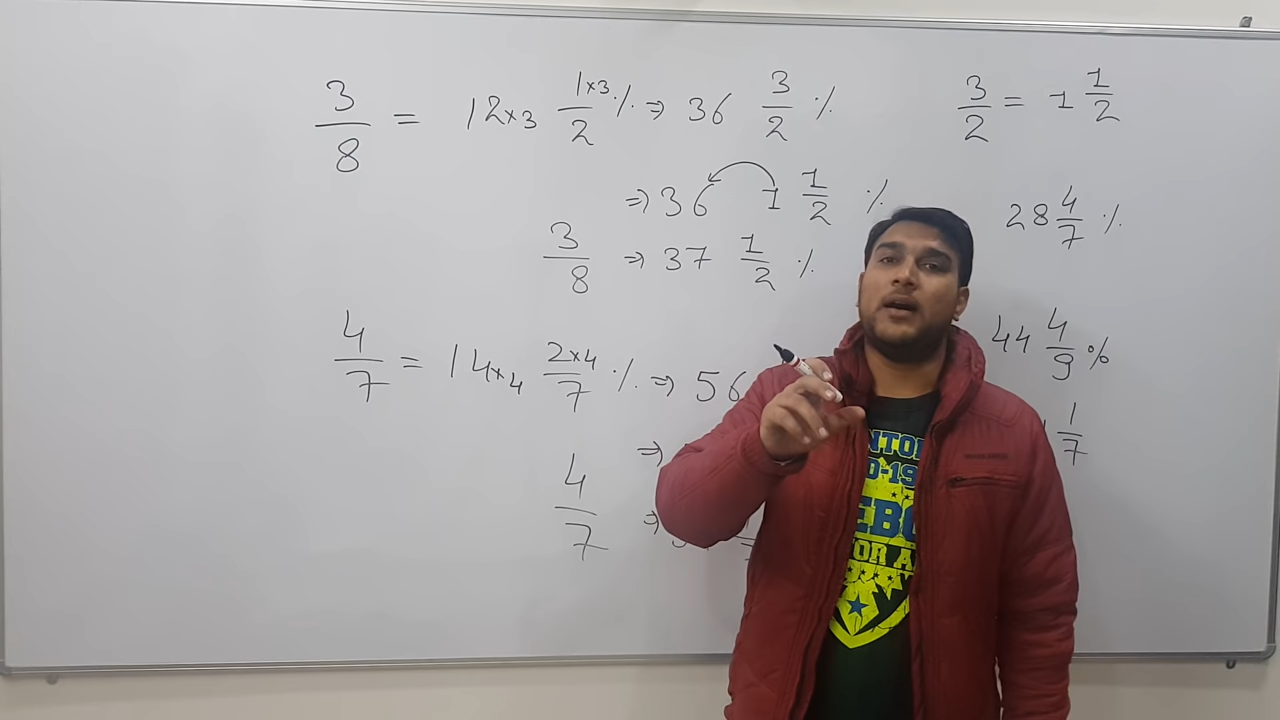 3/8 = 12×3 1×3/2 % ⇒ 36 3/2 %
3/2 = 1 1/2
⇒ 36 1 1/2 %
28 4/7 %
3/8 ⇒ 37 1/2 %
44 4/9 %
4/7 = 14×4 2×4/7 % ⇒ 56
1/7
⇒
4/7 ⇒